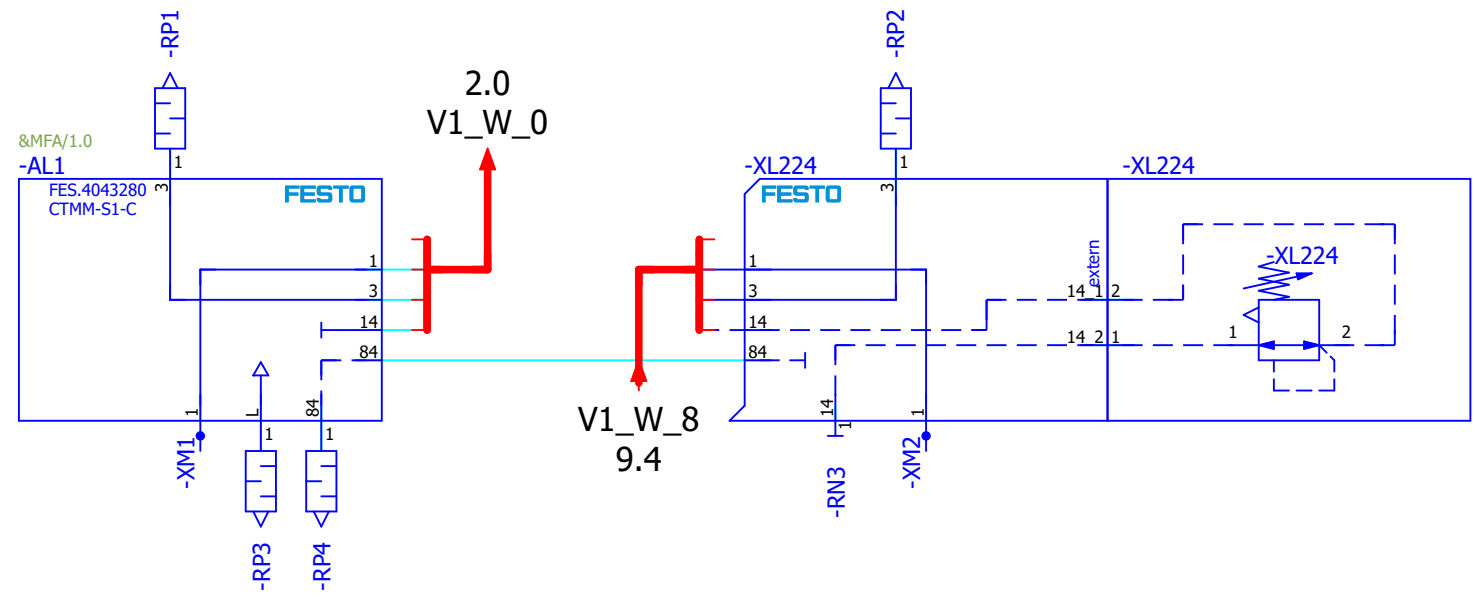 -RP1
-RP2
2.0
V1_W_0
&MFA/1.0
-AL1
1
FES.4043280
CTMM-S1-C
3
FESTO
1
3
14
84
1
L
84
1
1
-XM1
-RP3
-RP4
V1_W_8
9.4
-XL224
1
-XL224
FESTO
3
1
3
14
84
extern
14_1
2
14_2
1
14
1
1
-RN3
-XM2
-XL224
1
2